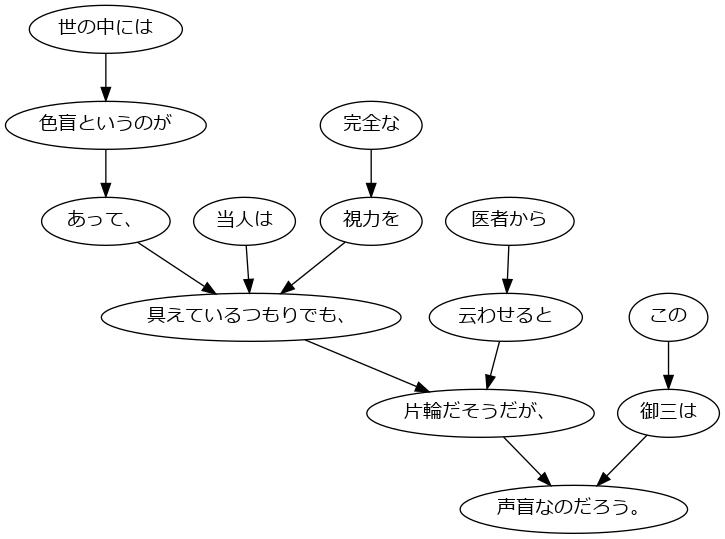 世の中には
色盲というのが
完全な
あって、
当人は
視力を
医者から
具えているつもりでも、
云わせると
この
片輪だそうだが、
御三は
声盲なのだろう。